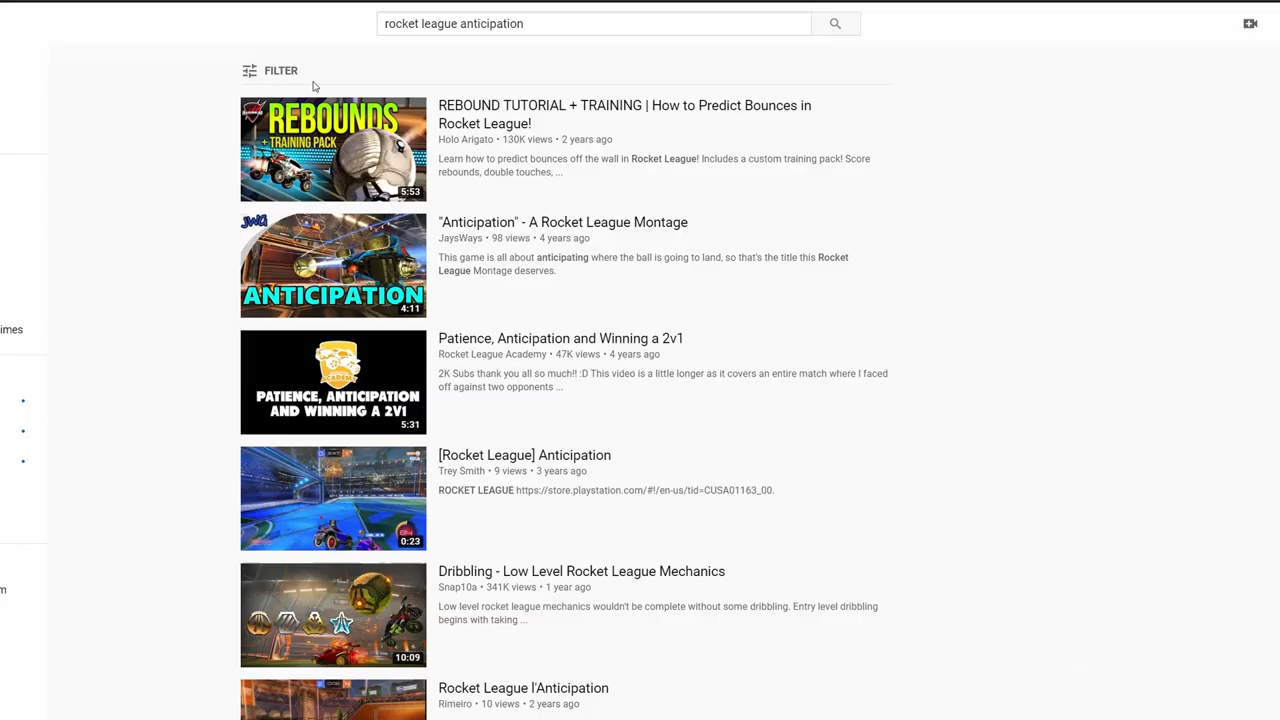 rocket league anticipation
FILTER
REBOUNDS
+ TRAINING PACK
5:53
REBOUND TUTORIAL + TRAINING | How to Predict Bounces in
Rocket League!
Holo Arigato • 130K views • 2 years ago
Learn how to predict bounces off the wall in Rocket League! Includes a custom training pack! Score
rebounds, double touches, ...
JWG
ANTICIPATION
4:11
"Anticipation" - A Rocket League Montage
JaysWays • 98 views • 4 years ago
This game is all about anticipating where the ball is going to land, so that's the title this Rocket
League Montage deserves.
ACADEMY
PATIENCE, ANTICIPATION
AND WINNING A 2V1
5:31
Patience, Anticipation and Winning a 2v1
Rocket League Academy • 47K views • 4 years ago
2K Subs thank you all so much!! :D This video is a little longer as it covers an entire match where I faced
off against two opponents ...
imes
0:23
[Rocket League] Anticipation
Trey Smith • 9 views • 3 years ago
ROCKET LEAGUE https://store.playstation.com/#!/en-us/tid=CUSA01163_00.
10:09
Dribbling - Low Level Rocket League Mechanics
Snap10a • 341K views • 1 year ago
Low level rocket league mechanics wouldn't be complete without some dribbling. Entry level dribbling
begins with taking ...
m
Rocket League l'Anticipation
Rimeiro • 10 views • 2 years ago